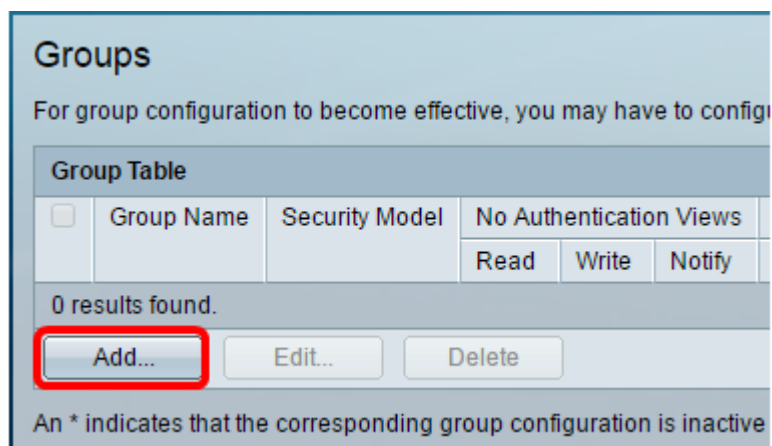 Groups
For group configuration to become effective, you may have to
Group Table
Group Name Security Model No Authentication Views
Read Write Notify
0 results found.
Add... Edit... Delete
An * indicates that the corresponding group configuration is inactive